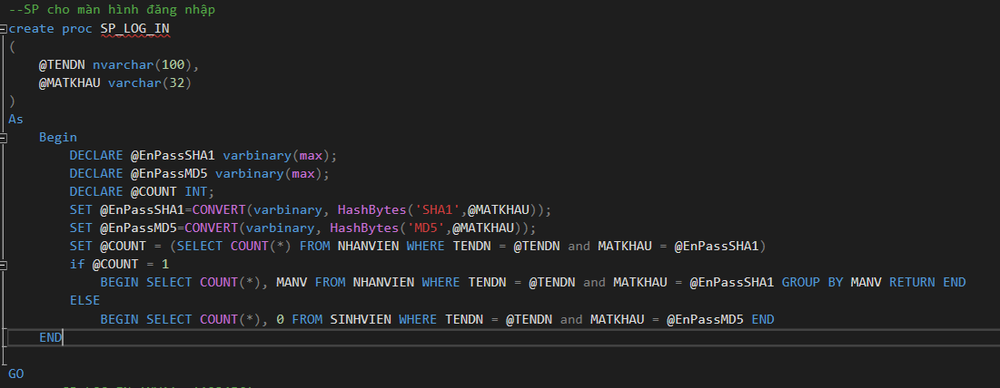 --SP cho màn hình đăng nhập
create proc SP_LOG_IN
(
@TENDN nvarchar(100),
@MATKHAU varchar(32)
)
As
Begin
DECLARE @EnPassSHA1 varbinary(max);
DECLARE @EnPassMD5 varbinary(max);
DECLARE @COUNT INT;
SET @EnPassSHA1=CONVERT(varbinary, HashBytes('SHA1',@MATKHAU));
SET @EnPassMD5=CONVERT(varbinary, HashBytes('MD5',@MATKHAU));
SET @COUNT = (SELECT COUNT(*) FROM NHANVIEN WHERE TENDN = @TENDN and MATKHAU = @EnPassSHA1)
if @COUNT = 1
BEGIN SELECT COUNT(*), MANV FROM NHANVIEN WHERE TENDN = @TENDN and MATKHAU = @EnPassSHA1 GROUP BY MANV RETURN END
ELSE
BEGIN SELECT COUNT(*), 0 FROM SINHVIEN WHERE TENDN = @TENDN and MATKHAU = @EnPassMD5 END
END
GO